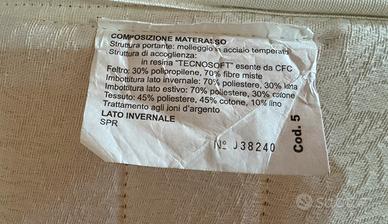 COMPOSIZIONE MATERASSO
Struttura portante: molleggio in acciaio temperato
Struttura di accoglienza:
in resina "TECNOSOFT" esente da CFC
Feltro: 30% polipropilene, 70% fibre miste
Imbottitura lato invernale: 70% poliestere, 30% lana
Imbottitura lato estivo: 70% poliestere, 30% cotone
Tessuto: 45% poliestere, 45% cotone, 10% lino
Trattamento agli ioni d'argento
LATO INVERNALE
SPR
Nº J38240
Cod. 5
SUBITO